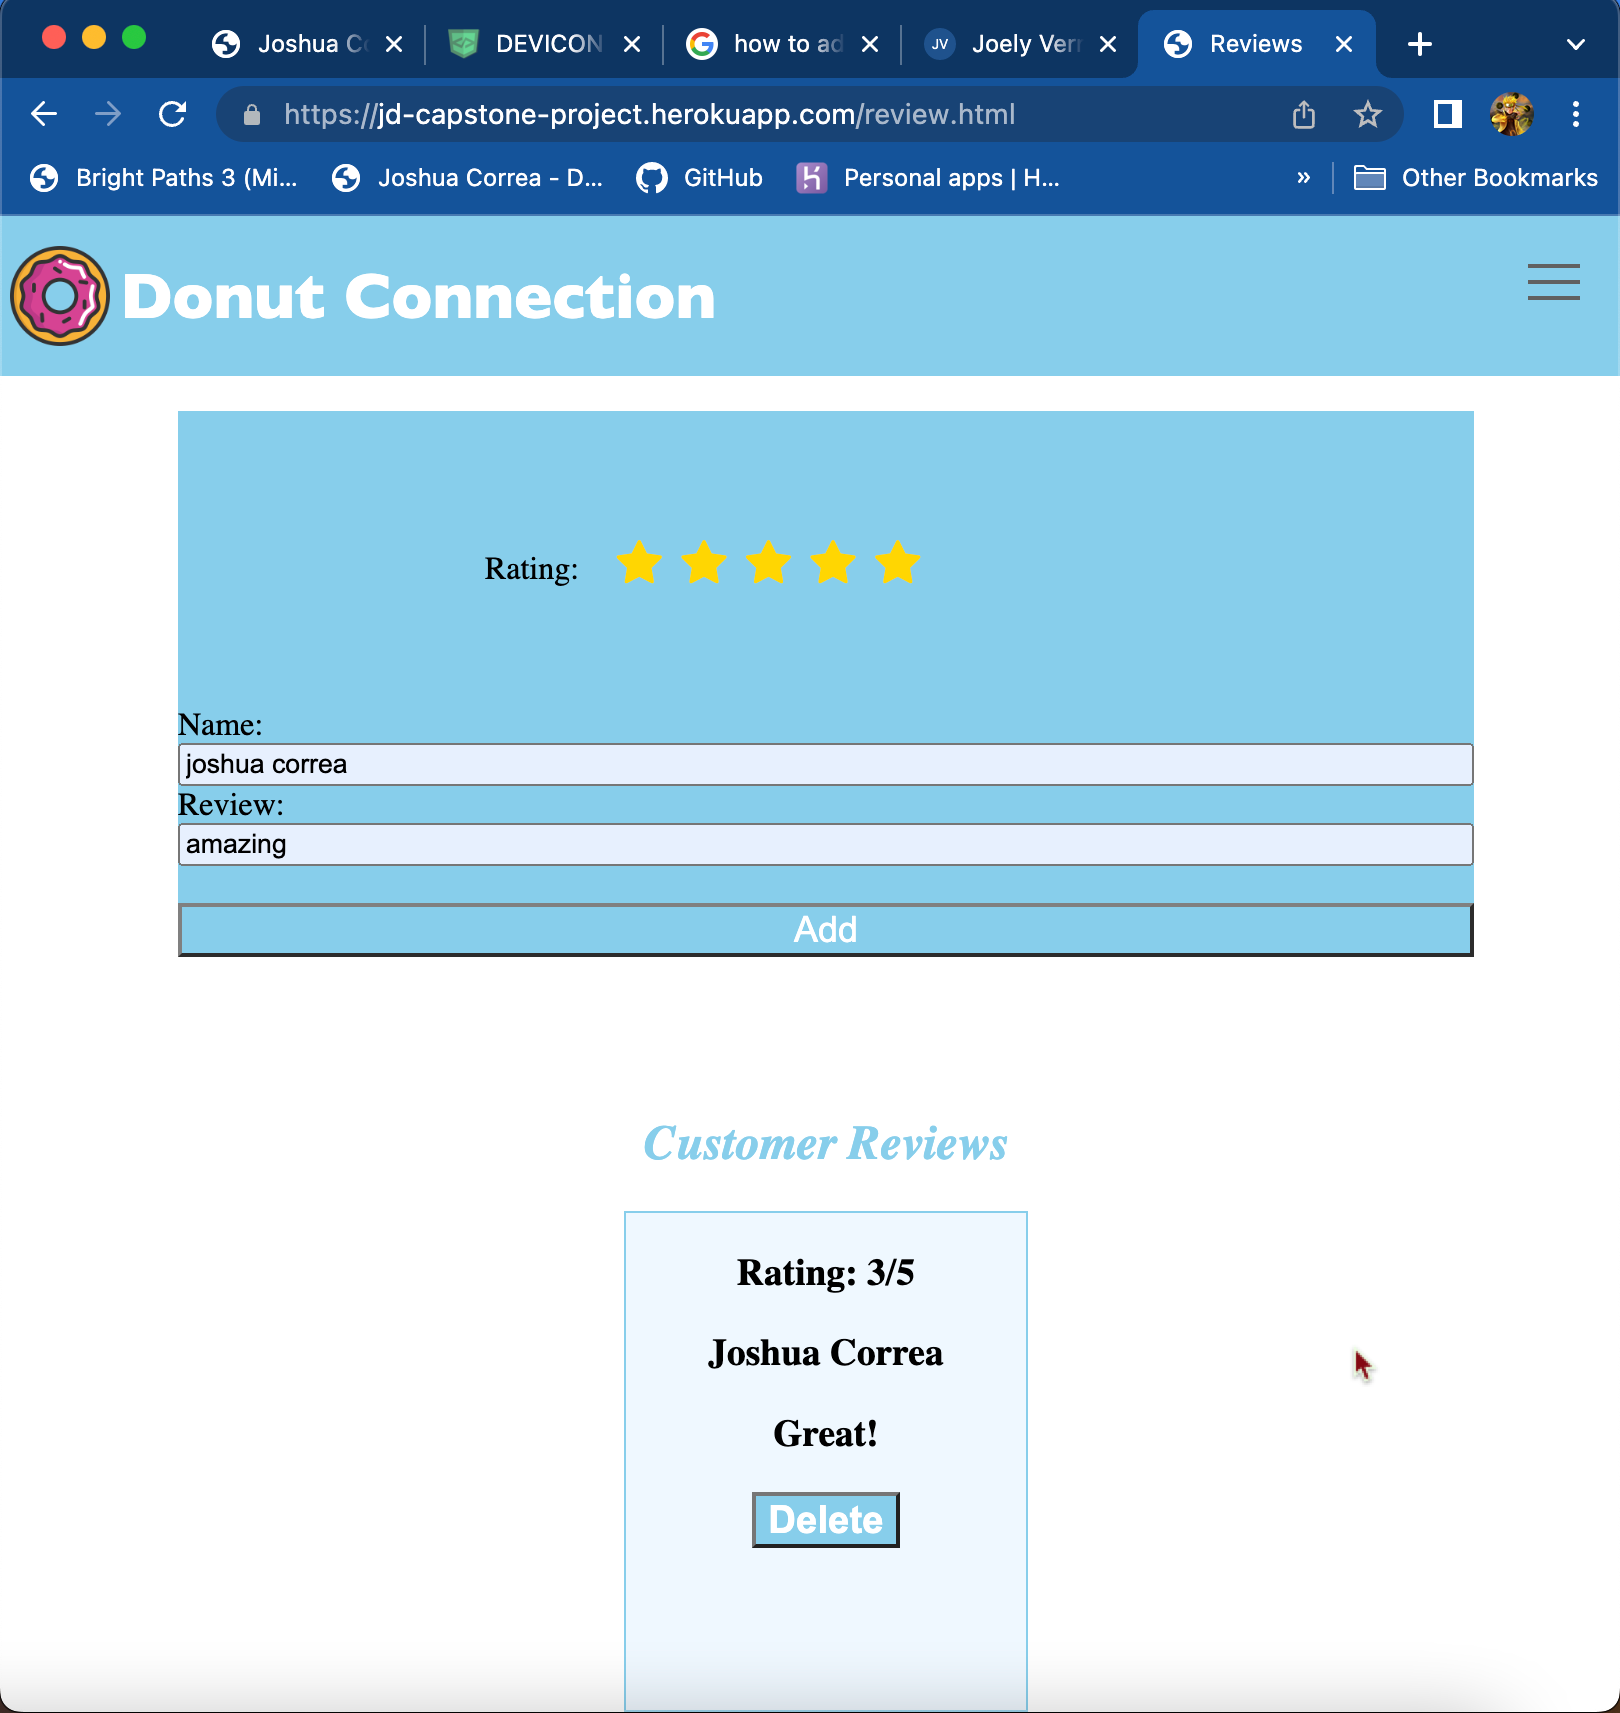 Joshua Co
DEVICON
how to ad
JV
Joely Verr
Reviews
https://jd-capstone-project.herokuapp.com/review.html
Bright Paths 3 (Mi...
Joshua Correa - D...
GitHub
Personal apps | H...
»
Other Bookmarks
Donut Connection
Rating:
Name:
joshua correa
Review:
amazing
Add
Customer Reviews
Rating: 3/5
Joshua Correa
Great!
Delete